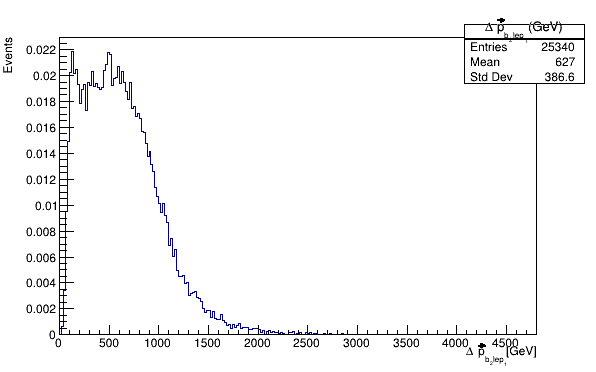 Δ p⃗ b₂lep₁ (GeV)
Entries 25340
Mean 627
Std Dev 386.6
Events
0.022
0.02
0.018
0.016
0.014
0.012
0.01
0.008
0.006
0.004
0.002
0
0 500 1000 1500 2000 2500 3000 3500 4000 4500
Δ p⃗ b₂lep₁ [GeV]